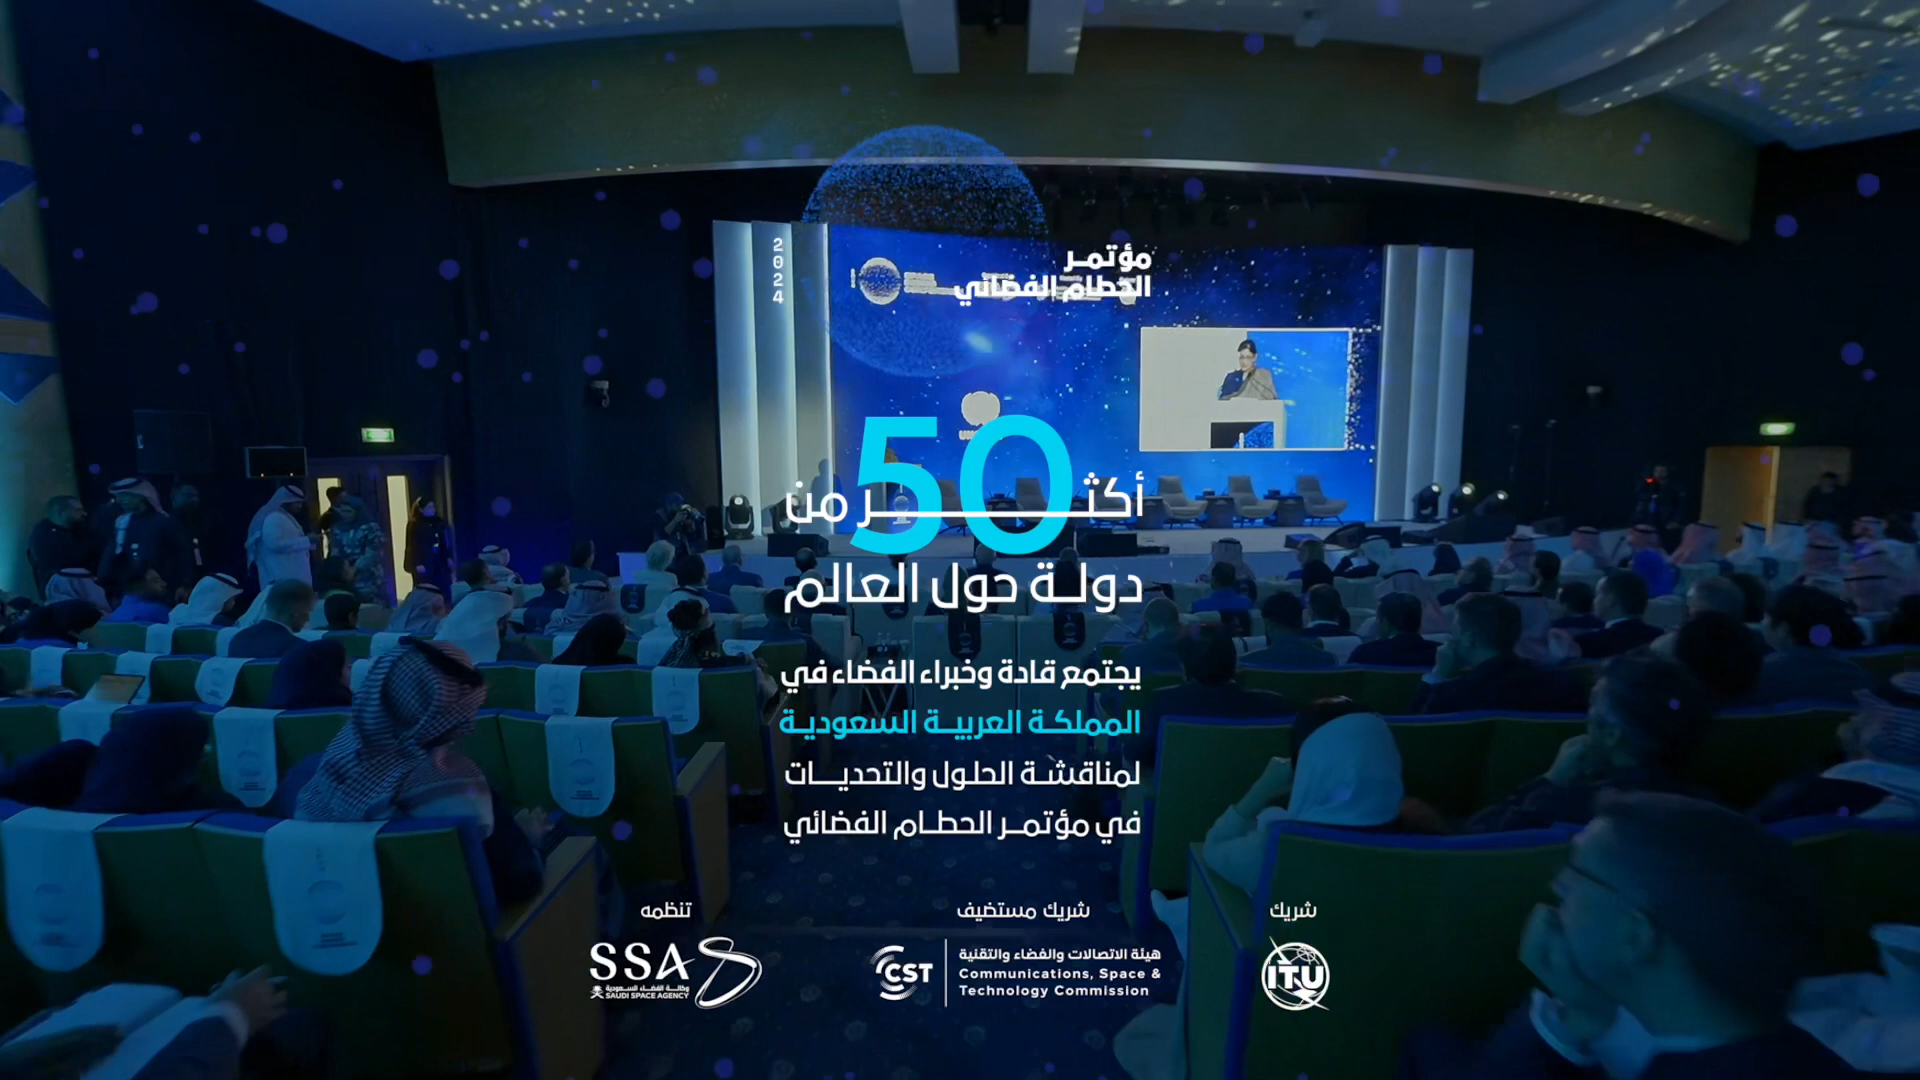 2024
مؤتمر
الحطام الفضائي
أكثر من 50
دولة حول العالم
يجتمع قادة وخبراء الفضاء في
المملكة العربية السعودية
لمناقشة الحلول والتحديات
في مؤتمر الحطام الفضائي
شريك
ITU
شريك مستضيف
CST
هيئة الاتصالات والفضاء والتقنية
Communications, Space &
Technology Commission
تنظمه
SSA
وكالة الفضاء السعودية
SAUDI SPACE AGENCY